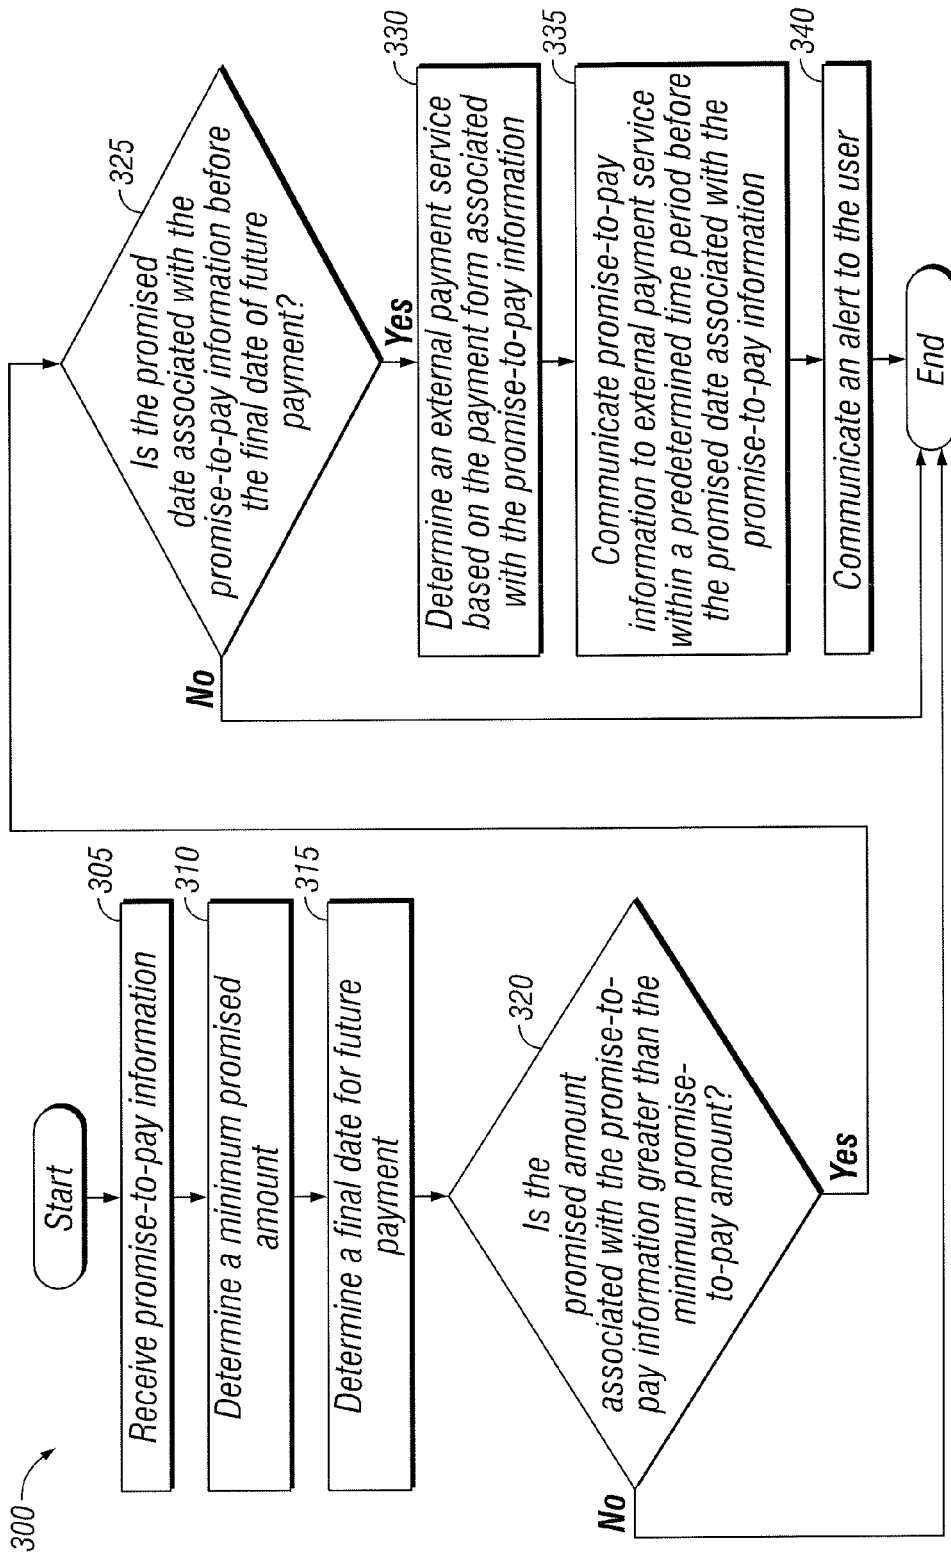 300
Start
305
Receive promise-to-pay information
310
Determine a minimum promised
amount
315
Determine a final date for future
payment
320
Is the
promised amount
associated with the promise-to-
pay information greater than the
minimum promise-
to-pay amount?
No
Yes
325
Is the promised
date associated with the
promise-to-pay information before
the final date of future
payment?
No
Yes
330
Determine an external payment service
based on the payment form associated
with the promise-to-pay information
335
Communicate promise-to-pay
information to external payment service
within a predetermined time period before
the promised date associated with the
promise-to-pay information
340
Communicate an alert to the user
End